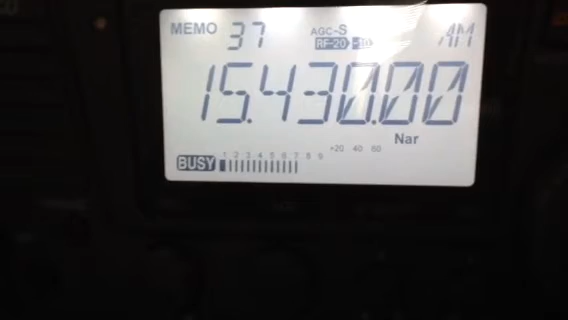 MEMO 37 AGC-S AM
RF-20 -10
15.430.00
Nar
+20 40 60
1 2 3 4 5 6 7 8 9
BUSY